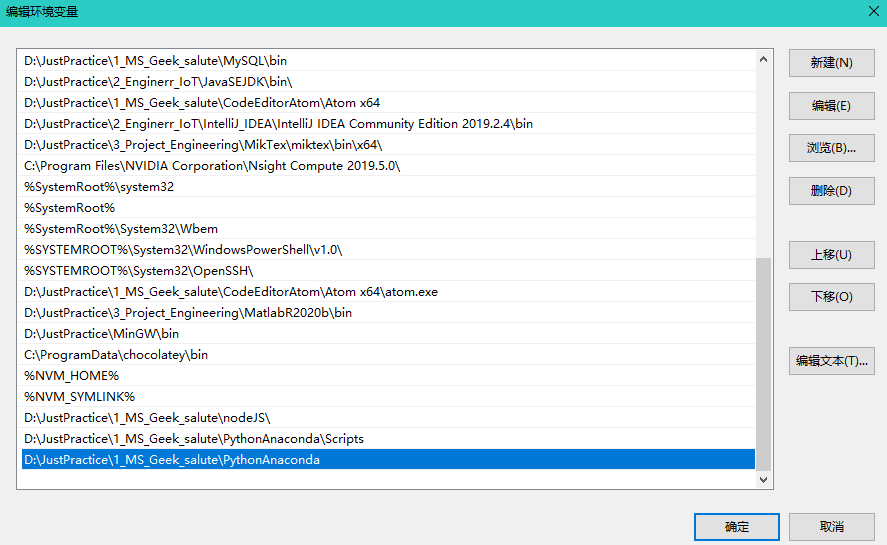 编辑环境变量
D:\JustPractice\1_MS_Geek_salute\MySQL\bin
D:\JustPractice\2_Enginerr_IoT\JavaSEJDK\bin\
D:\JustPractice\1_MS_Geek_salute\CodeEditorAtom\Atom x64
D:\JustPractice\2_Enginerr_IoT\IntelliJ_IDEA\IntelliJ IDEA Community Edition 2019.2.4\bin
D:\JustPractice\3_Project_Engineering\MikTex\miktex\bin\x64\
C:\Program Files\NVIDIA Corporation\Nsight Compute 2019.5.0\
%SystemRoot%\system32
%SystemRoot%
%SystemRoot%\System32\Wbem
%SYSTEMROOT%\System32\WindowsPowerShell\v1.0\
%SYSTEMROOT%\System32\OpenSSH\
D:\JustPractice\1_MS_Geek_salute\CodeEditorAtom\Atom x64\atom.exe
D:\JustPractice\3_Project_Engineering\MatlabR2020b\bin
D:\JustPractice\MinGW\bin
C:\ProgramData\chocolatey\bin
%NVM_HOME%
%NVM_SYMLINK%
D:\JustPractice\1_MS_Geek_salute\nodeJS\
D:\JustPractice\1_MS_Geek_salute\PythonAnaconda\Scripts
D:\JustPractice\1_MS_Geek_salute\PythonAnaconda
新建(N)
编辑(E)
浏览(B)...
删除(D)
上移(U)
下移(O)
编辑文本(T)...
确定
取消